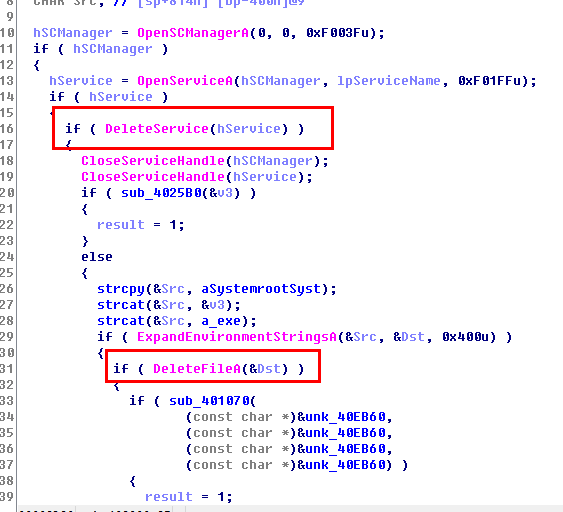 8 CHAR Src; // [sp+814h] [bp-400h]@9
9
10 hSCManager = OpenSCManagerA(0, 0, 0xF003Fu);
11 if ( hSCManager )
12 {
13 hService = OpenServiceA(hSCManager, lpServiceName, 0xF01FFu);
14 if ( hService )
15
16 if ( DeleteService(hService) )
17 {
18 CloseServiceHandle(hSCManager);
19 CloseServiceHandle(hService);
20 if ( sub_4025B0(&v3) )
21 {
22 result = 1;
23 }
24 else
25 {
26 strcpy(&Src, aSystemrootSyst);
27 strcat(&Src, &v3);
28 strcat(&Src, a_exe);
29 if ( ExpandEnvironmentStringsA(&Src, &Dst, 0x400u) )
30 {
31 if ( DeleteFileA(&Dst) )
32 {
33 if ( sub_401070(
34 (const char *)&unk_40EB60,
35 (const char *)&unk_40EB60,
36 (const char *)&unk_40EB60,
37 (const char *)&unk_40EB60) )
38 {
39 result = 1;